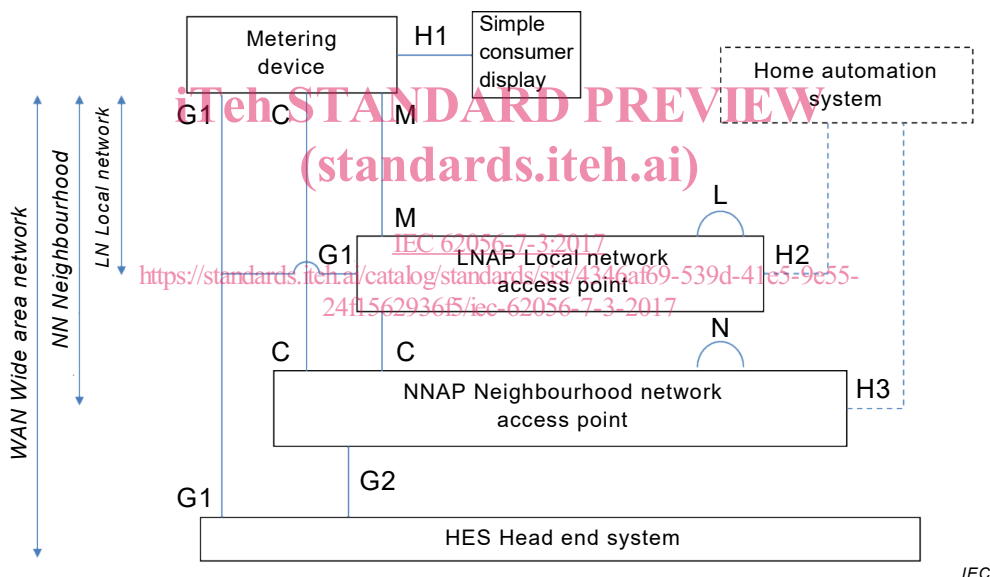 Metering
device
H1
Simple
consumer
display
Home automation
system
iTeh STANDARD PREVIEW
(standards.iteh.ai)
G1
C
M
WAN Wide area network
NN Neighbourhood
LN Local network
M
L
IEC 62056-7-3:2017
G1
LNAP Local network
access point
H2
https://standards.iteh.ai/catalog/standards/sist/4346af69-539d-41e5-9c55-
24f1562936f5/iec-62056-7-3-2017
C
C
N
NNAP Neighbourhood network
access point
H3
G1
G2
HES Head end system
IEC